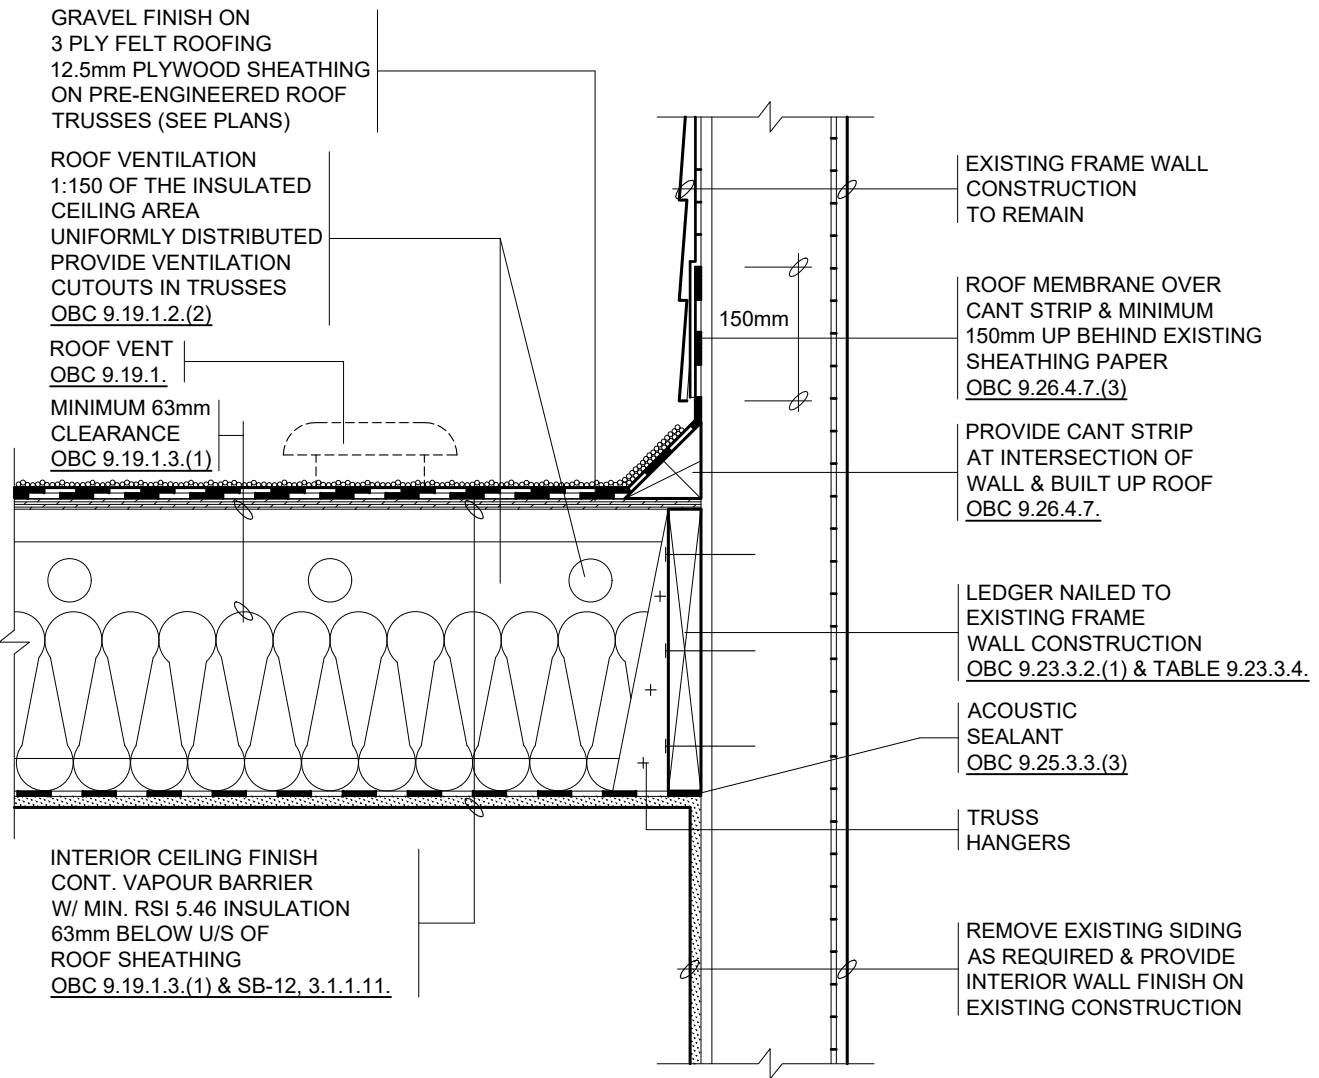 GRAVEL FINISH ON
3 PLY FELT ROOFING
12.5mm PLYWOOD SHEATHING
ON PRE-ENGINEERED ROOF
TRUSSES (SEE PLANS)
ROOF VENTILATION
1:150 OF THE INSULATED
CEILING AREA
UNIFORMLY DISTRIBUTED
PROVIDE VENTILATION
CUTOUTS IN TRUSSES
OBC 9.19.1.2.(2)
ROOF VENT
OBC 9.19.1.
MINIMUM 63mm
CLEARANCE
OBC 9.19.1.3.(1)
INTERIOR CEILING FINISH
CONT. VAPOUR BARRIER
W/ MIN. RSI 5.46 INSULATION
63mm BELOW U/S OF
ROOF SHEATHING
OBC 9.19.1.3.(1) & SB-12, 3.1.1.11.
150mm
EXISTING FRAME WALL
CONSTRUCTION
TO REMAIN
ROOF MEMBRANE OVER
CANT STRIP & MINIMUM
150mm UP BEHIND EXISTING
SHEATHING PAPER
OBC 9.26.4.7.(3)
PROVIDE CANT STRIP
AT INTERSECTION OF
WALL & BUILT UP ROOF
OBC 9.26.4.7.
LEDGER NAILED TO
EXISTING FRAME
WALL CONSTRUCTION
OBC 9.23.3.2.(1) & TABLE 9.23.3.4.
ACOUSTIC
SEALANT
OBC 9.25.3.3.(3)
TRUSS
HANGERS
REMOVE EXISTING SIDING
AS REQUIRED & PROVIDE
INTERIOR WALL FINISH ON
EXISTING CONSTRUCTION